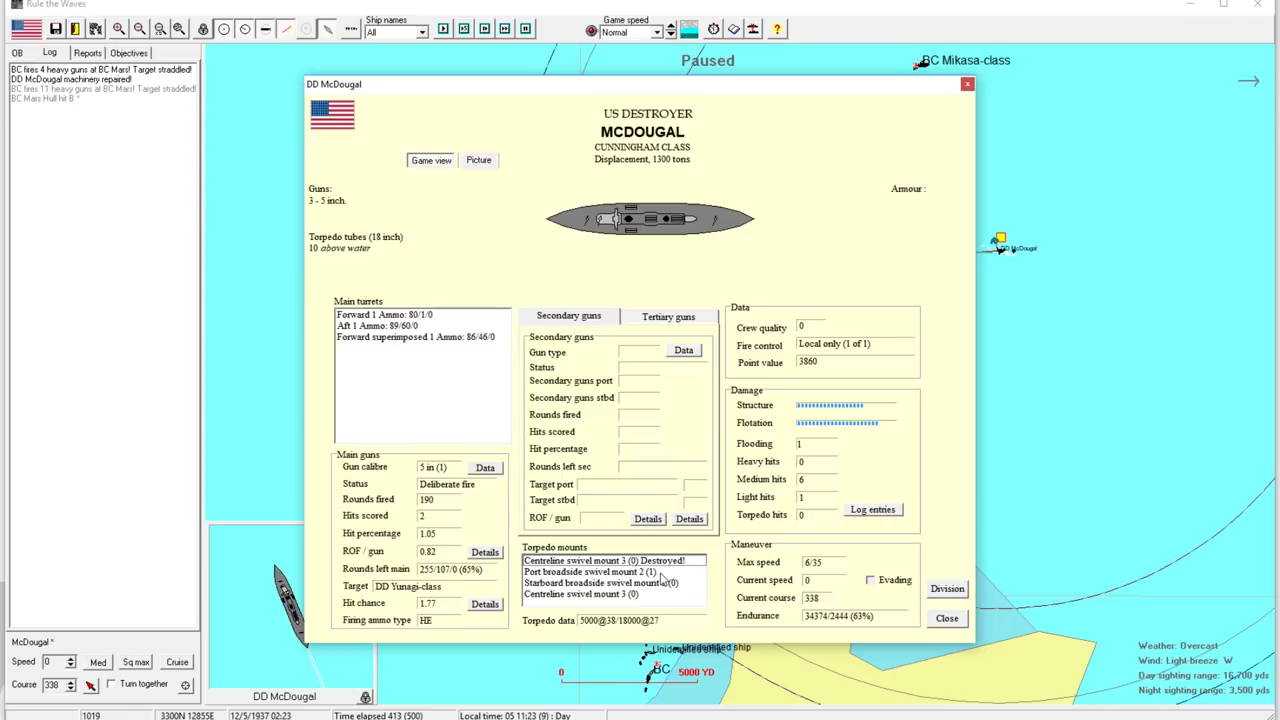 Rule the Waves
Ship names
All
Game speed
Normal
OB Log Reports Objectives
BC fires 4 heavy guns at BC Mars! Target straddled!
DD McDougal machinery repaired!
BC fires 11 heavy guns at BC Mars! Target straddled!
BC Mars Hull hit B *
Paused
BC Mikasa-class
DD McDougal
DD McDougal
US DESTROYER
MCDOUGAL
CUNNINGHAM CLASS
Displacement, 1300 tons
Game view Picture
Guns:
3 - 5 inch.
Armour :
Torpedo tubes (18 inch)
10 above water
Main turrets
Forward 1 Ammo: 80/1/0
Aft 1 Ammo: 89/60/0
Forward superimposed 1 Ammo: 86/46/0
Main guns
Gun calibre 5 in (1) Data
Status Deliberate fire
Rounds fired 190
Hits scored 2
Hit percentage 1.05
ROF / gun 0.82 Details
Rounds left main 255/107/0 (65%)
Target DD Yunagi-class
Hit chance 1.77 Details
Firing ammo type HE
Secondary guns Tertiary guns
Secondary guns
Gun type Data
Status
Secondary guns port
Secondary guns stbd
Rounds fired
Hits scored
Hit percentage
Rounds left sec
Target port
Target stbd
ROF / gun Details Details
Torpedo mounts
Centreline swivel mount 3 (0) Destroyed!
Port broadside swivel mount 2 (1)
Starboard broadside swivel mount (0)
Centreline swivel mount 3 (0)
Torpedo data 5000@38/18000@27
Data
Crew quality 0
Fire control Local only (1 of 1)
Point value 3860
Damage
Structure
Flotation
Flooding 1
Heavy hits 0
Medium hits 6
Light hits 1
Torpedo hits 0
Log entries
Maneuver
Max speed 6/35
Current speed 0 Evading
Current course 338
Endurance 34374/2444 (63%)
Division
Close
Unidentified ship
Unidentified ship
BC
0 5000 YD
Weather: Overcast
Wind: Light breeze W
Day sighting range: 16,700 yds
Night sighting range: 3,500 yds
McDougal *
Speed 0 Med Sq max Cruise
Course 338 Turn together
DD McDougal
1019 3300N 12855E 12/5/1937 02:23 Time elapsed 413 (500) Local time: 05 11:23 (9) : Day